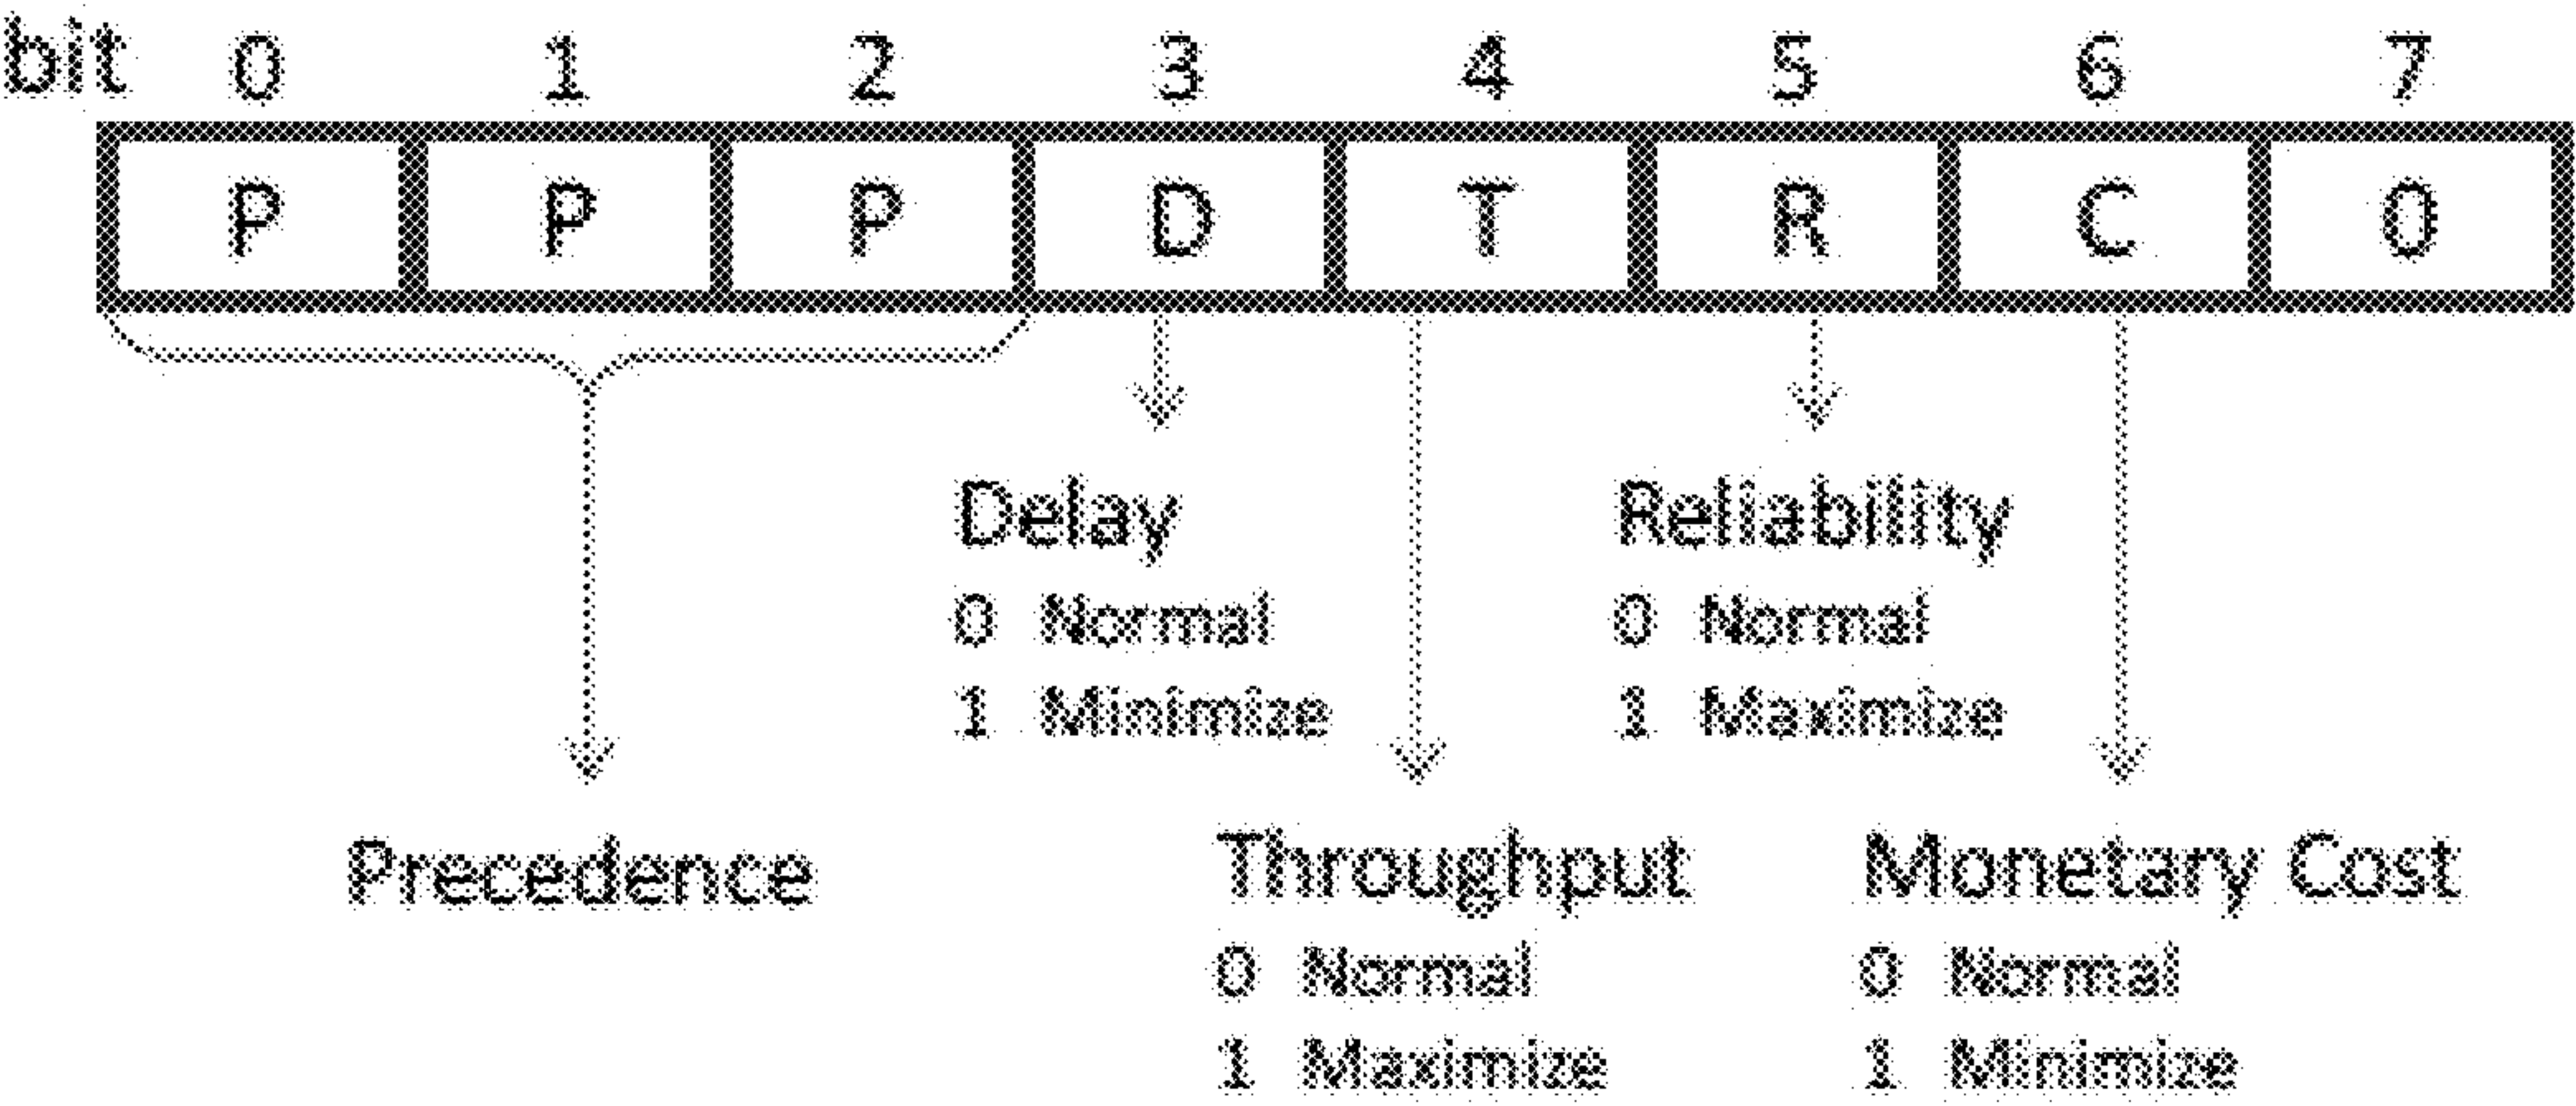 bit 0 1 2 3 4 5 6 7
P P P D T R C 0
Delay Reliability
0 Normal 0 Normal
1 Minimize 1 Maximize
Precedence Throughput Monetary Cost
0 Normal 0 Normal
1 Maximize 1 Minimize